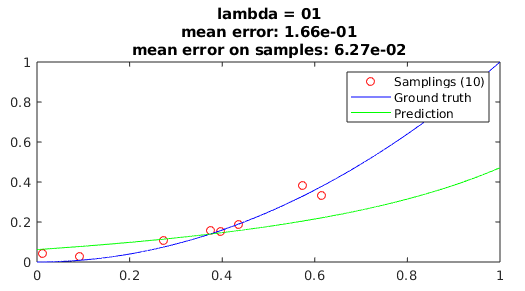 lambda = 01
mean error: 1.66e-01
mean error on samples: 6.27e-02
Samplings (10)
Ground truth
Prediction
1
0.8
0.6
0.4
0.2
0
0 0.2 0.4 0.6 0.8 1